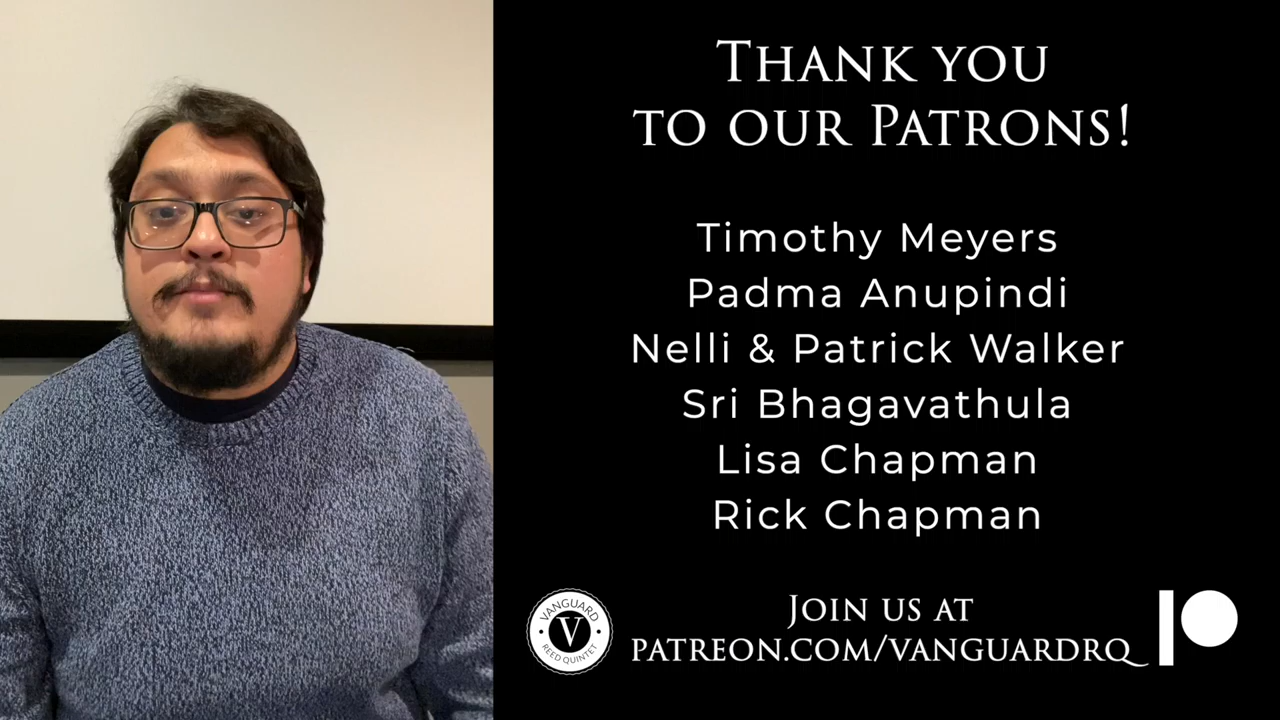 Thank you
to our Patrons!
Timothy Meyers
Padma Anupindi
Nelli & Patrick Walker
Sri Bhagavathula
Lisa Chapman
Rick Chapman
VANGUARD
V
REED QUINTET
Join us at
patreon.com/vanguardrq